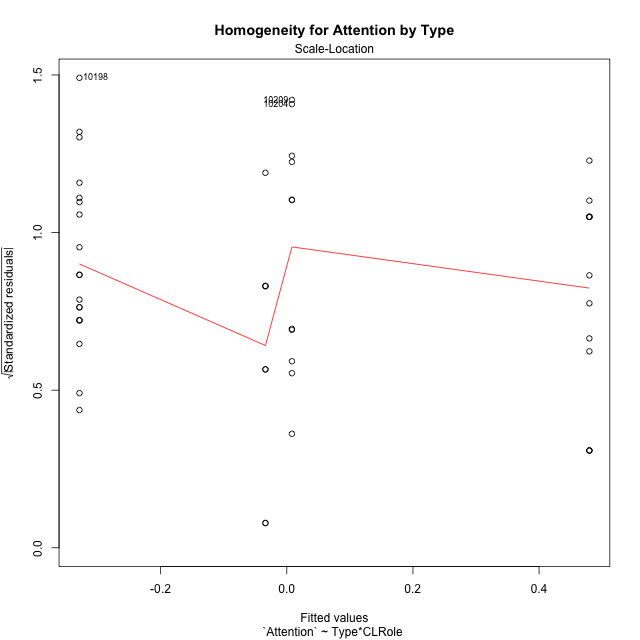 Homogeneity for Attention by Type
Scale-Location
√|Standardized residuals|
1.5
1.0
0.5
0.0
10198
10204
-0.2
0.0
0.2
0.4
Fitted values
`Attention` ~ Type*CLRole